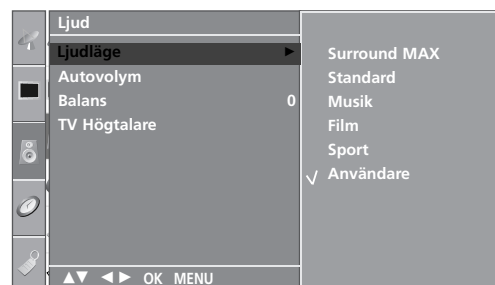 Ljud
Ljudläge ►
Autovolym
Balans 0
TV Högtalare
▲▼ ◄► OK MENU
Surround MAX
Standard
Musik
Film
Sport
√ Användare